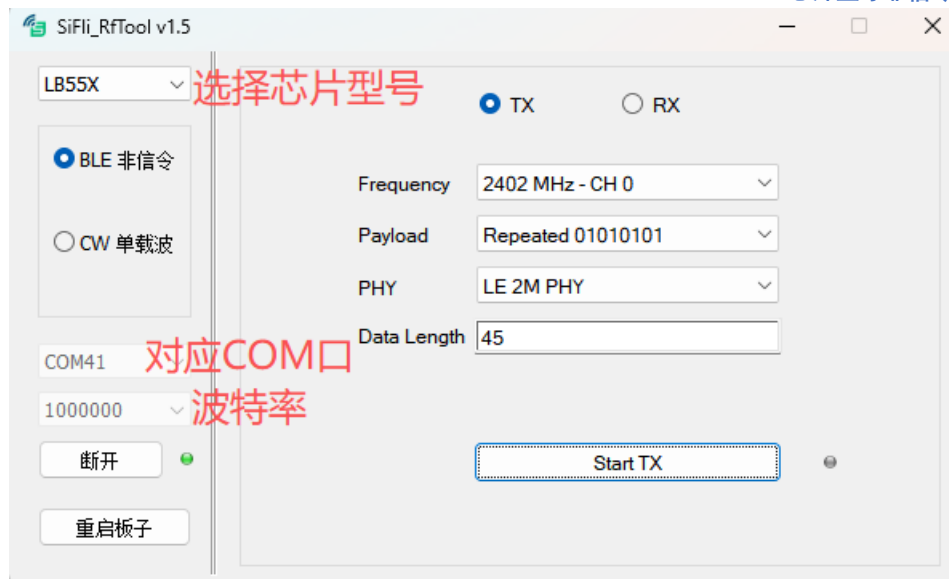 SiFli_RfTool v1.5
LB55X
选择芯片型号
TX
RX
BLE 非信令
CW 单载波
Frequency
2402 MHz - CH 0
Payload
Repeated 01010101
PHY
LE 2M PHY
Data Length
45
COM41
对应COM口
1000000
波特率
断开
Start TX
重启板子